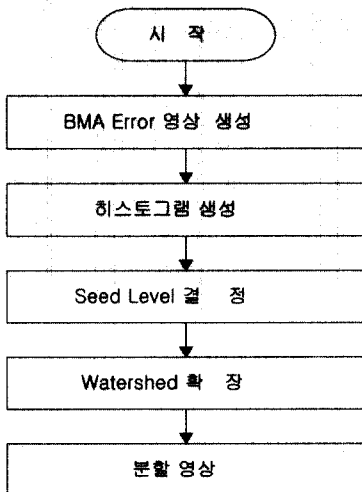 시 작
BMA Error 영상 생성
히스토그램 생성
Seed Level 결 정
Watershed 확 장
분할 영상